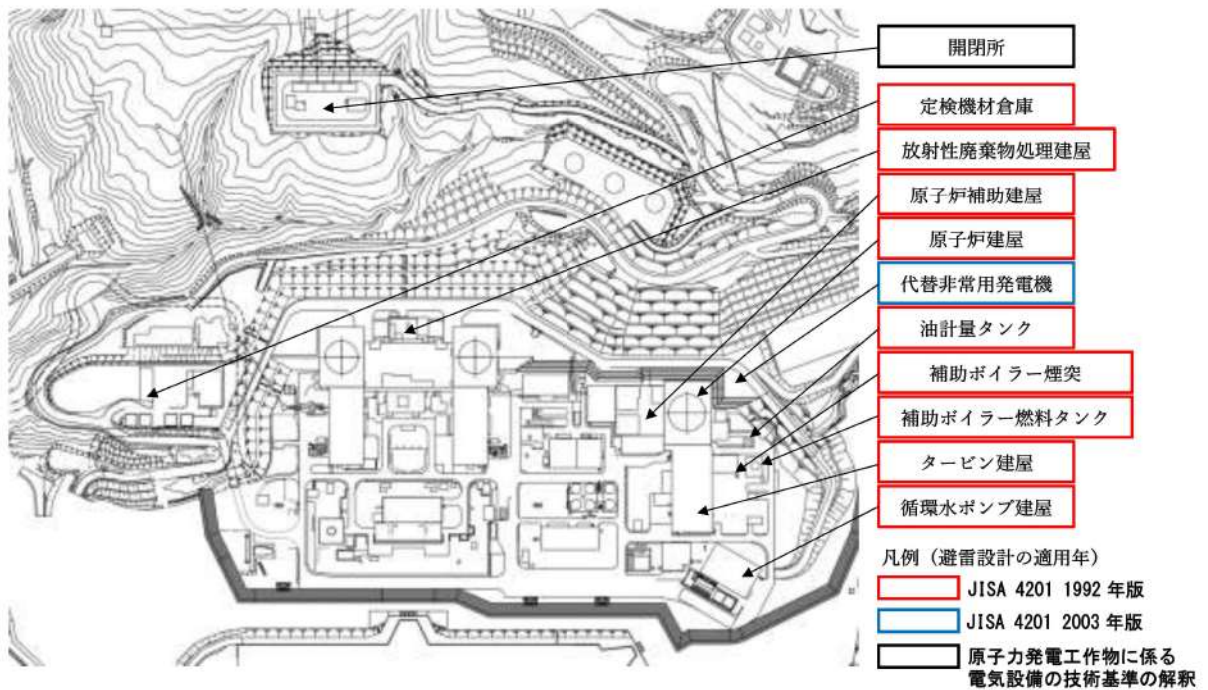 開閉所
定検機材倉庫
放射性廃棄物処理建屋
原子炉補助建屋
原子炉建屋
代替非常用発電機
油計量タンク
補助ボイラー煙突
補助ボイラー燃料タンク
タービン建屋
循環水ポンプ建屋
凡例（避雷設計の適用年）
JISA 4201 1992 年版
JISA 4201 2003 年版
原子力発電工作物に係る
電気設備の技術基準の解釈